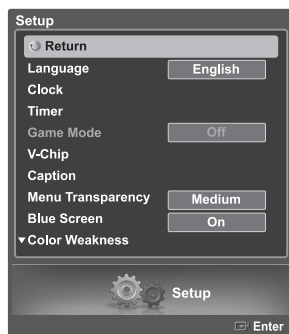 Setup
Return
Language English
Clock
Timer
Game Mode Off
V-Chip
Caption
Menu Transparency Medium
Blue Screen On
▼Color Weakness
Setup
Enter